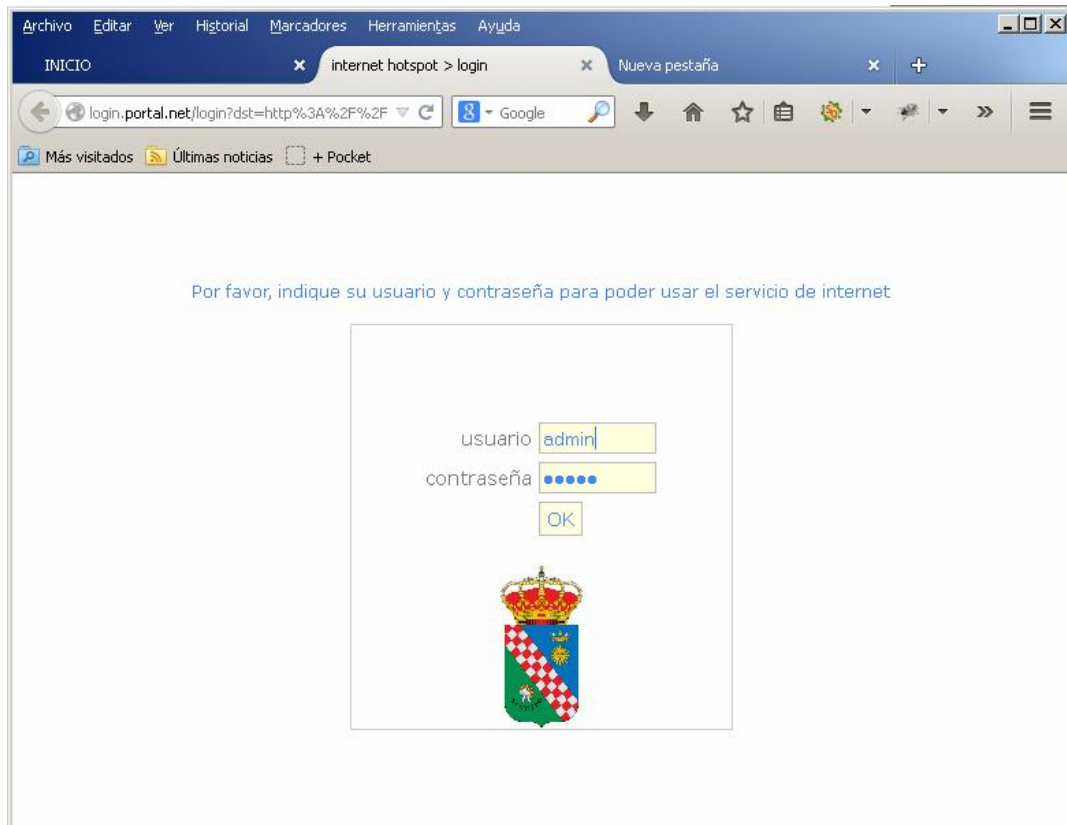 Archivo Editar Ver Historial Marcadores Herramientas Ayuda
INICIO
internet hotspot > login
Nueva pestaña
login.portal.net/login?dst=http%3A%2F%2F
8 Google
Más visitados Últimas noticias + Pocket
Por favor, indique su usuario y contraseña para poder usar el servicio de internet
usuario admin
contraseña •••••
OK